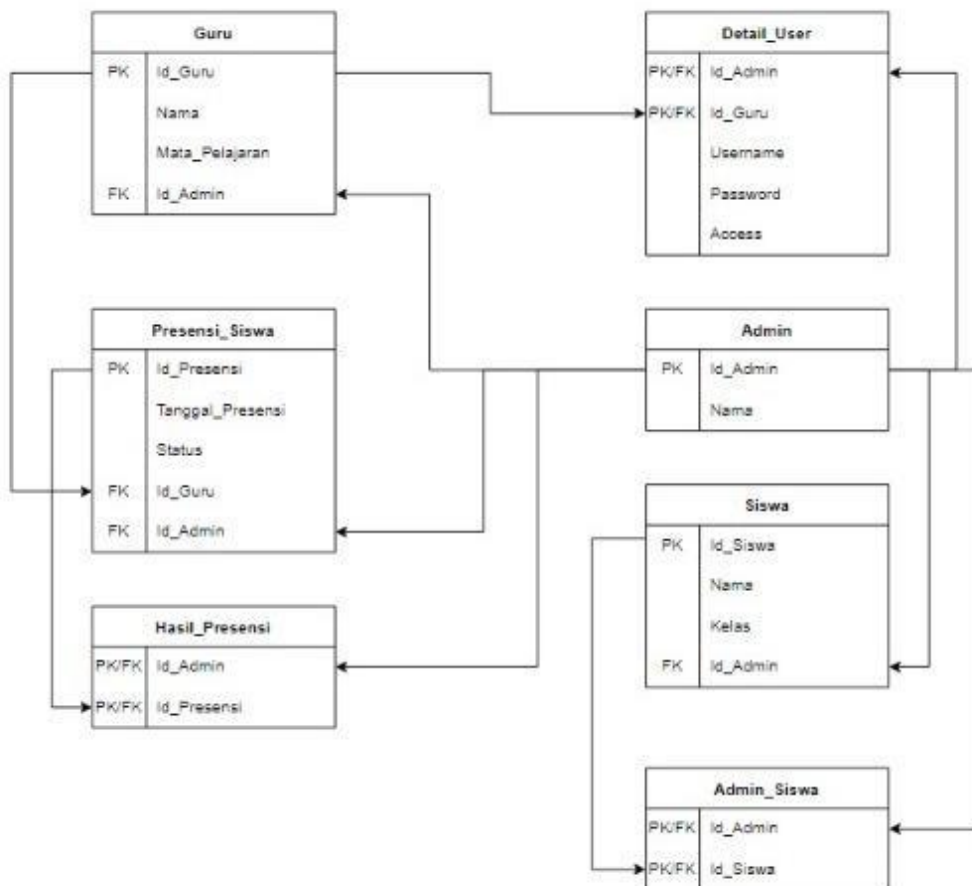 Guru
PK Id_Guru
Nama
Mata_Pelajaran
FK Id_Admin
Detail_User
PK/FK Id_Admin
PK/FK Id_Guru
Username
Password
Access
Presensi_Siswa
PK Id_Presensi
Tanggal_Presensi
Status
FK Id_Guru
FK Id_Admin
Admin
PK Id_Admin
Nama
Siswa
PK Id_Siswa
Nama
Kelas
FK Id_Admin
Hasil_Presensi
PK/FK Id_Admin
PK/FK Id_Presensi
Admin_Siswa
PK/FK Id_Admin
PK/FK Id_Siswa